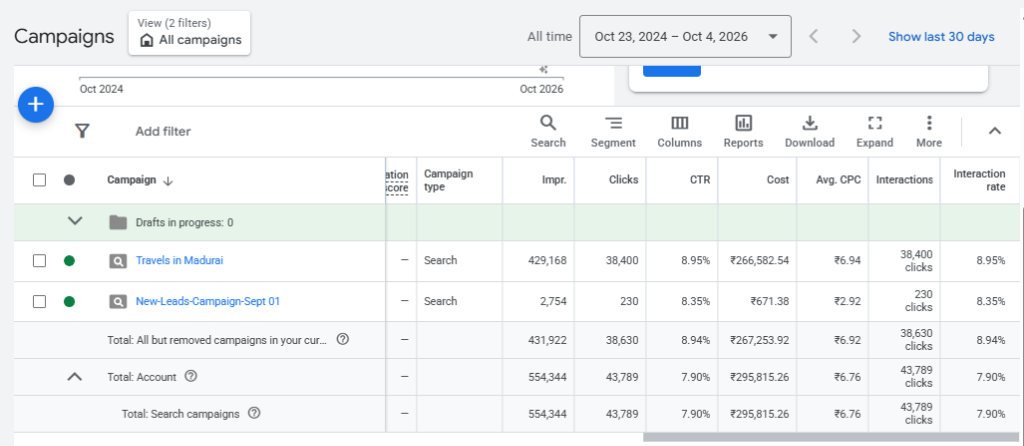 Campaigns
View (2 filters)
All campaigns
All time
Oct 23, 2024 – Oct 4, 2026
Show last 30 days
Oct 2024
Oct 2026
Add filter
Search
Segment
Columns
Reports
Download
Expand
More
Campaign
ation
score
Campaign
type
Impr.
Clicks
CTR
Cost
Avg. CPC
Interactions
Interaction
rate
Drafts in progress: 0
Travels in Madurai – Search 429,168 38,400 8.95% ₹266,582.54 ₹6.94 38,400 8.95%
clicks
New-Leads-Campaign-Sept 01 – Search 2,754 230 8.35% ₹671.38 ₹2.92 230 8.35%
clicks
Total: All but removed campaigns in your cur... – 431,922 38,630 8.94% ₹267,253.92 ₹6.92 38,630 8.94%
clicks
Total: Account – 554,344 43,789 7.90% ₹295,815.26 ₹6.76 43,789 7.90%
clicks
Total: Search campaigns – 554,344 43,789 7.90% ₹295,815.26 ₹6.76 43,789 7.90%
clicks